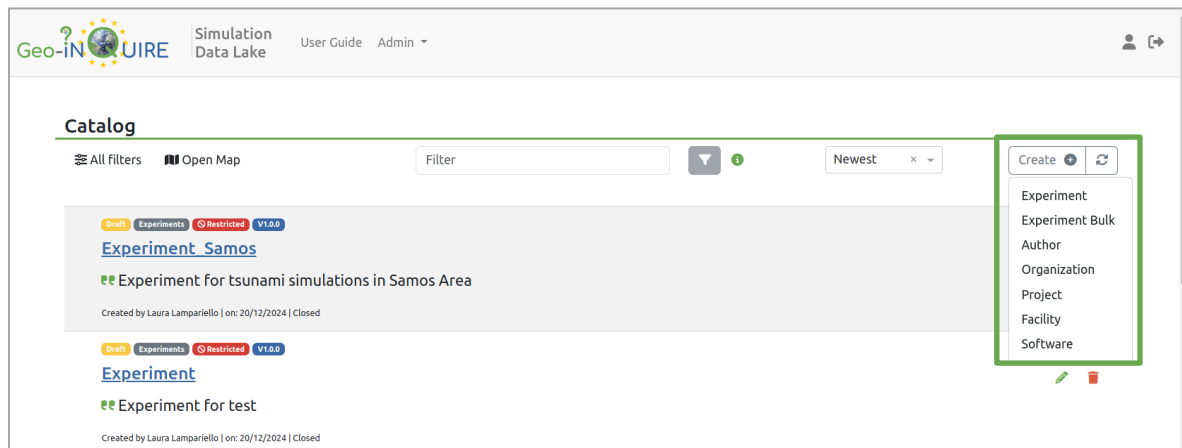 Geo-iNQUIRE
Simulation
Data Lake
User Guide Admin
Catalog
All filters Open Map Filter Newest × Create
Experiment
Experiment Bulk
Author
Organization
Project
Facility
Software
Draft Experiments Restricted V1.0.0
Experiment_Samos
Experiment for tsunami simulations in Samos Area
Created by Laura Lampariello | on: 20/12/2024 | Closed
Draft Experiments Restricted V1.0.0
Experiment
Experiment for test
Created by Laura Lampariello | on: 20/12/2024 | Closed